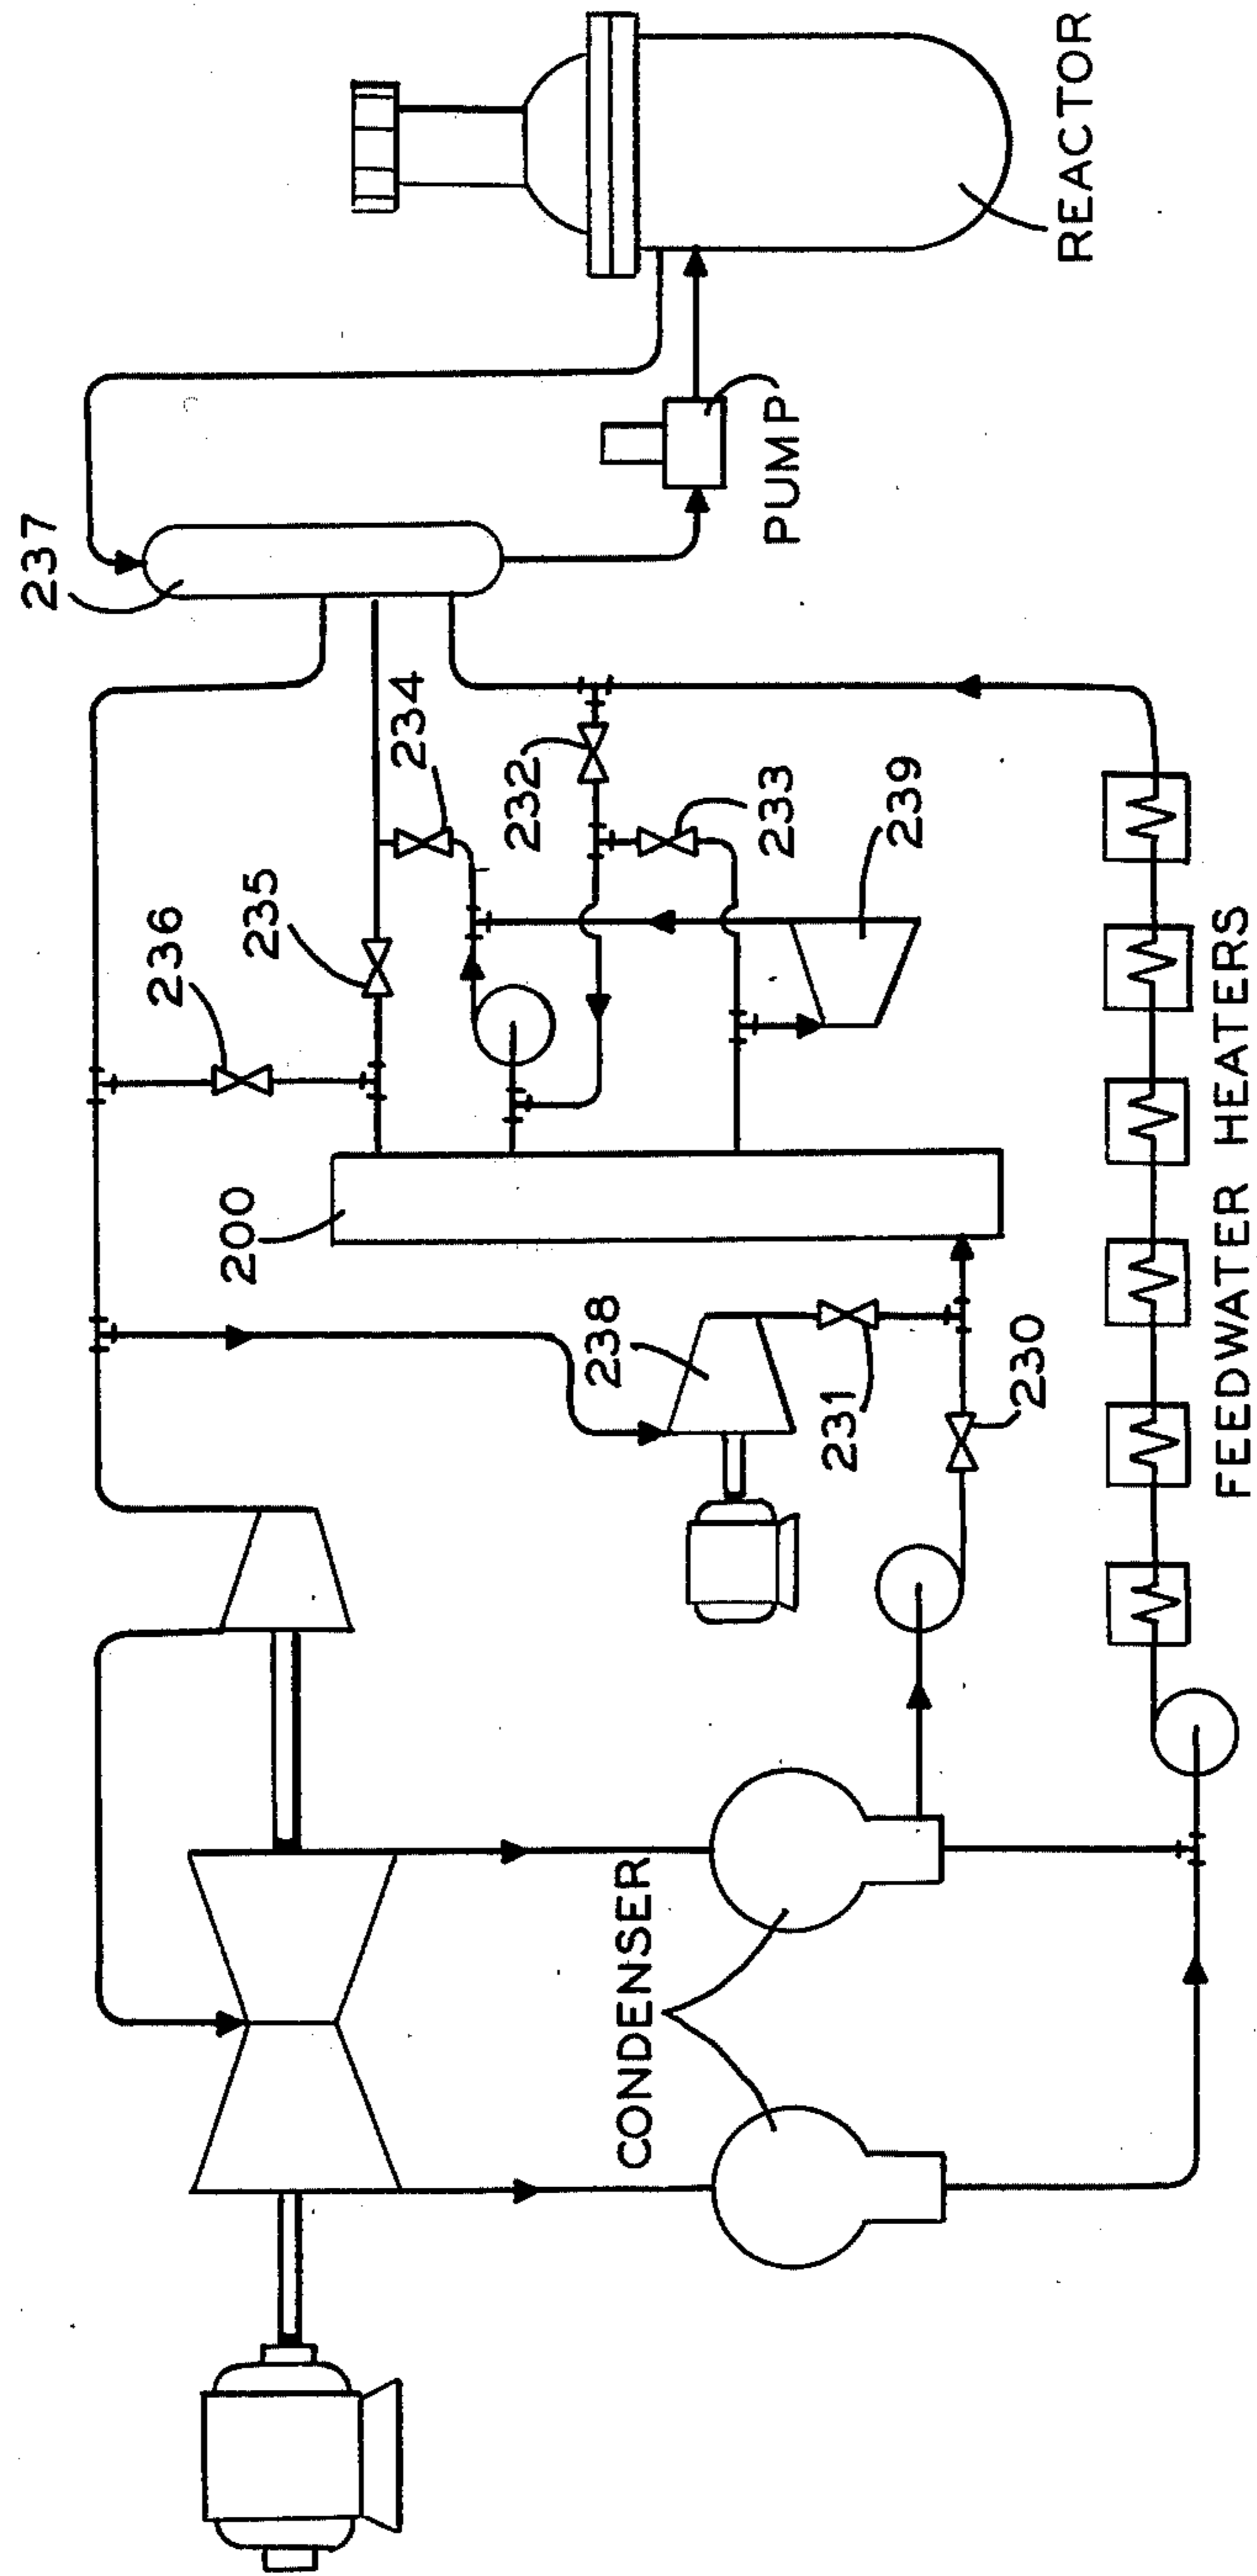 237
236
235
234
232
233
239
200
238
231
230
PUMP
REACTOR
CONDENSER
FEEDWATER HEATERS